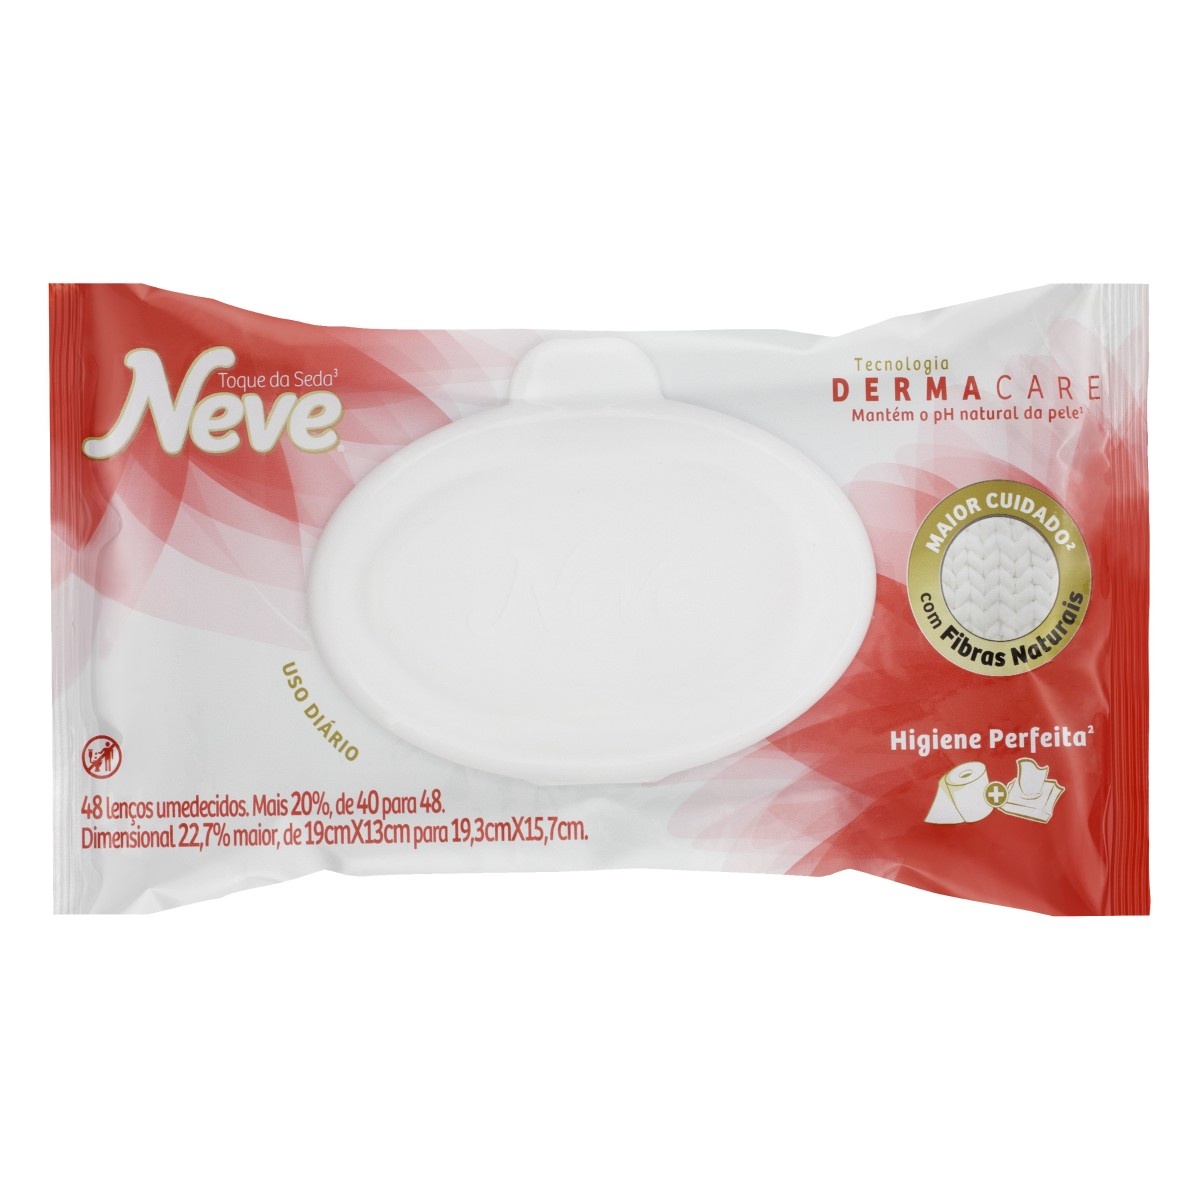 Toque da Seda³
Neve
Tecnologia
DERMACARE
Mantém o pH natural da pele¹
MAIOR CUIDADO²
com Fibras Naturais
Neve
USO DIÁRIO
Higiene Perfeita²
48 lenços umedecidos. Mais 20%, de 40 para 48.
Dimensional 22,7% maior, de 19cmX13cm para 19,3cmX15,7cm.